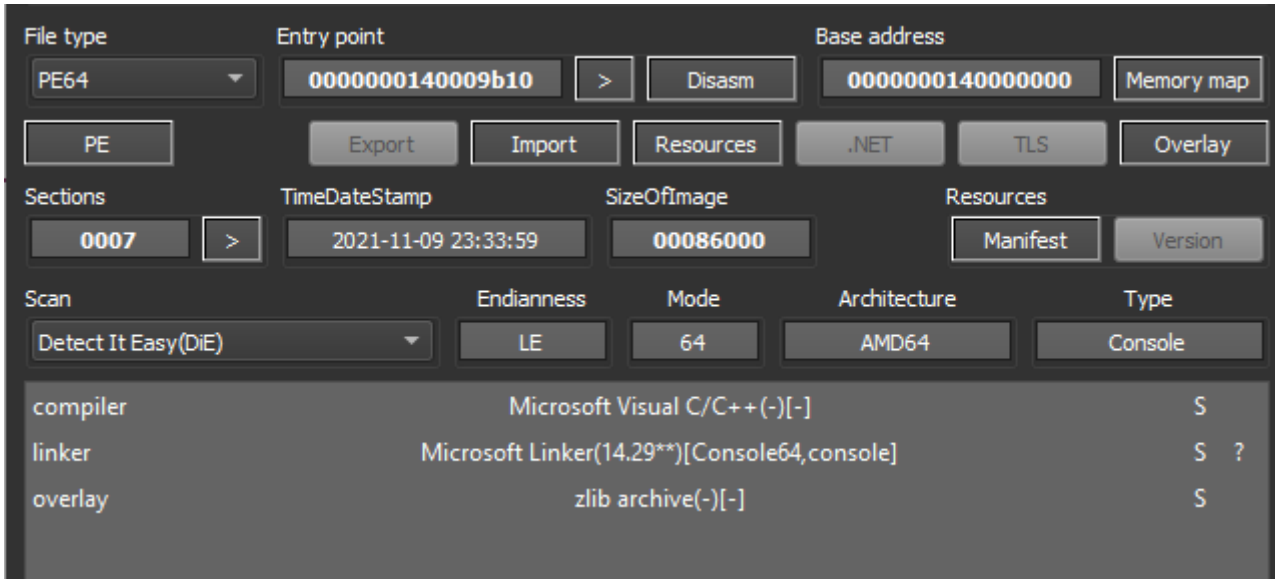 File type Entry point Base address
PE64 0000000140009b10 > Disasm 0000000140000000 Memory map
PE Export Import Resources .NET TLS Overlay
Sections TimeDateStamp SizeOfImage Resources
0007 > 2021-11-09 23:33:59 00086000 Manifest Version
Scan Endianness Mode Architecture Type
Detect It Easy(DiE) LE 64 AMD64 Console
compiler Microsoft Visual C/C++(-)[-] S
linker Microsoft Linker(14.29**)[Console64,console] S ?
overlay zlib archive(-)[-] S